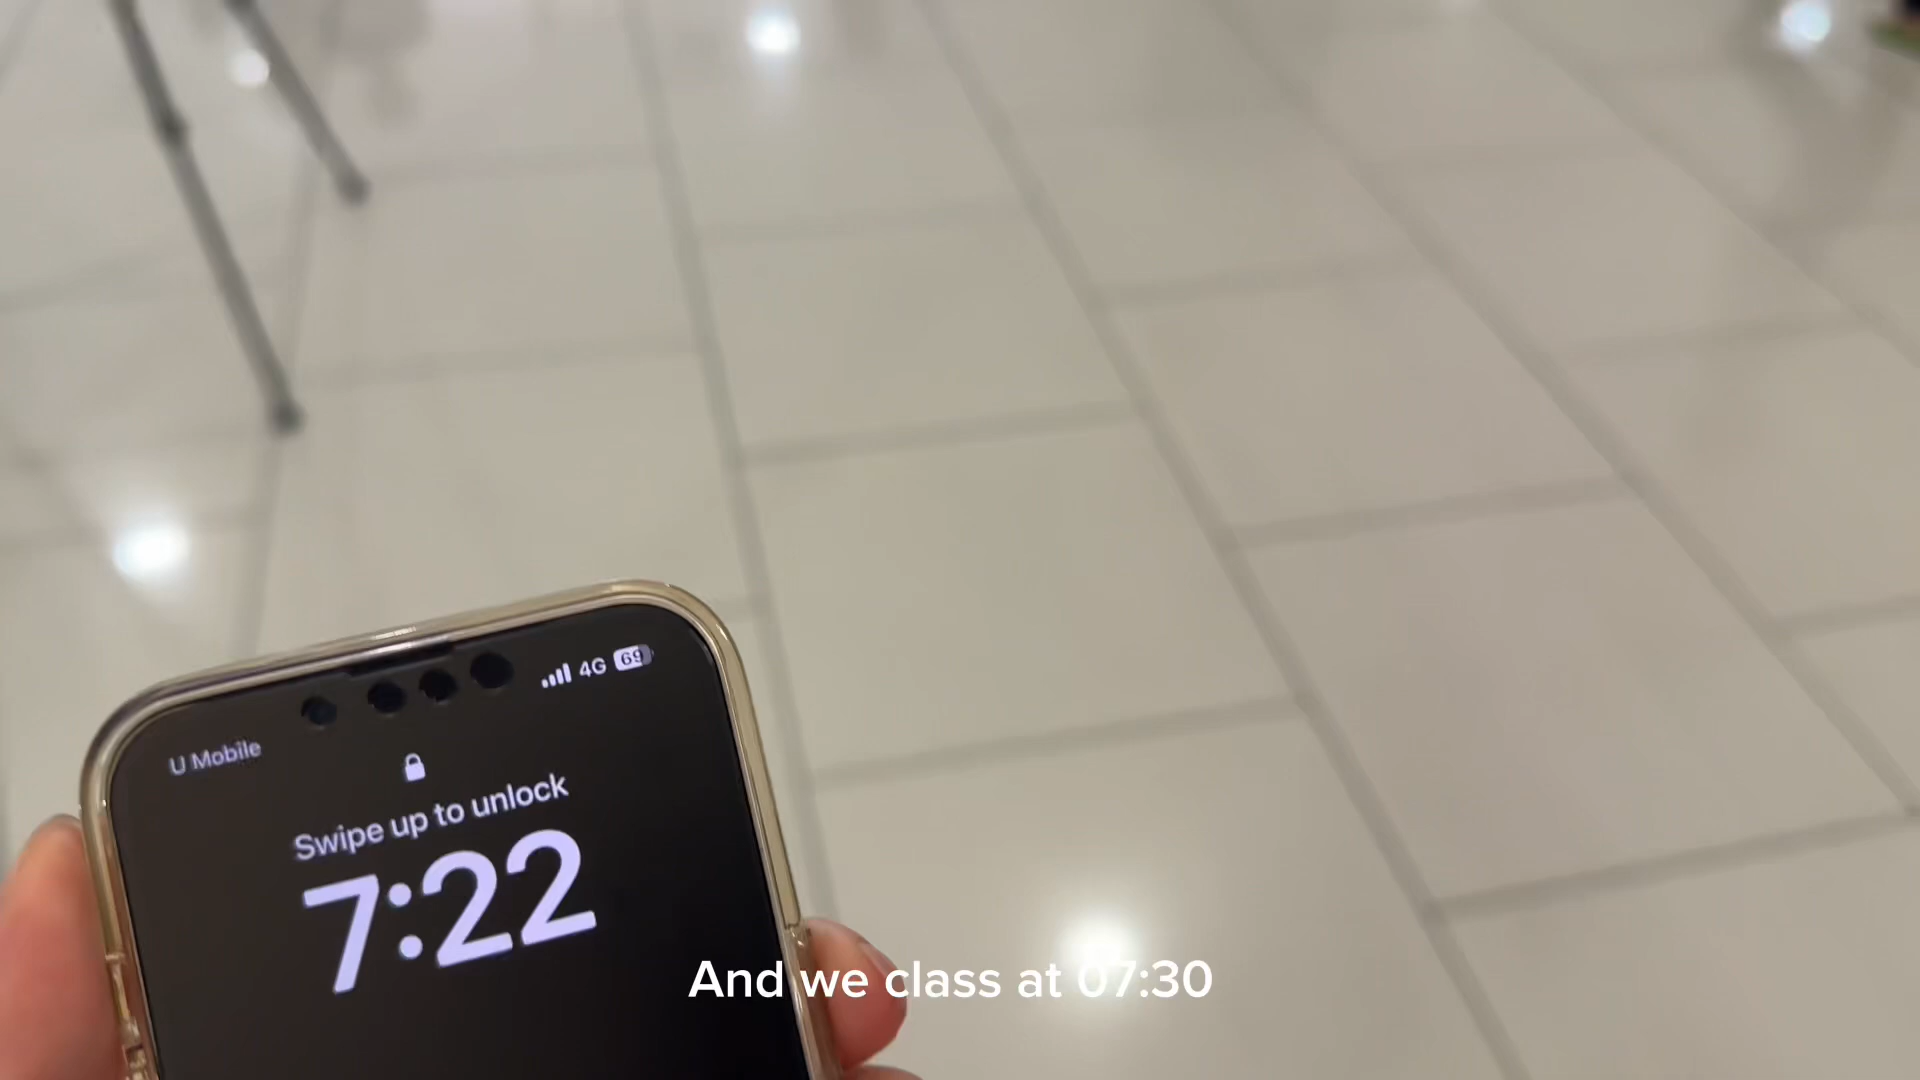 4G 69
U Mobile
Swipe up to unlock
7:22
And we class at 07:30